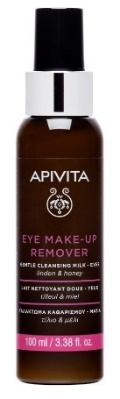 APIVITA
EYE MAKE-UP
REMOVER
GENTLE CLEANSING MILK - EYES
linden & honey
LAIT NETTOYANT DOUX - YEUX
tilleul & miel
ΓΑΛΑΚΤΩΜΑ ΚΑΘΑΡΙΣΜΟΥ - ΜΑΤΙΑ
τίλιο & μέλι
100 ml / 3.38 fl. oz.